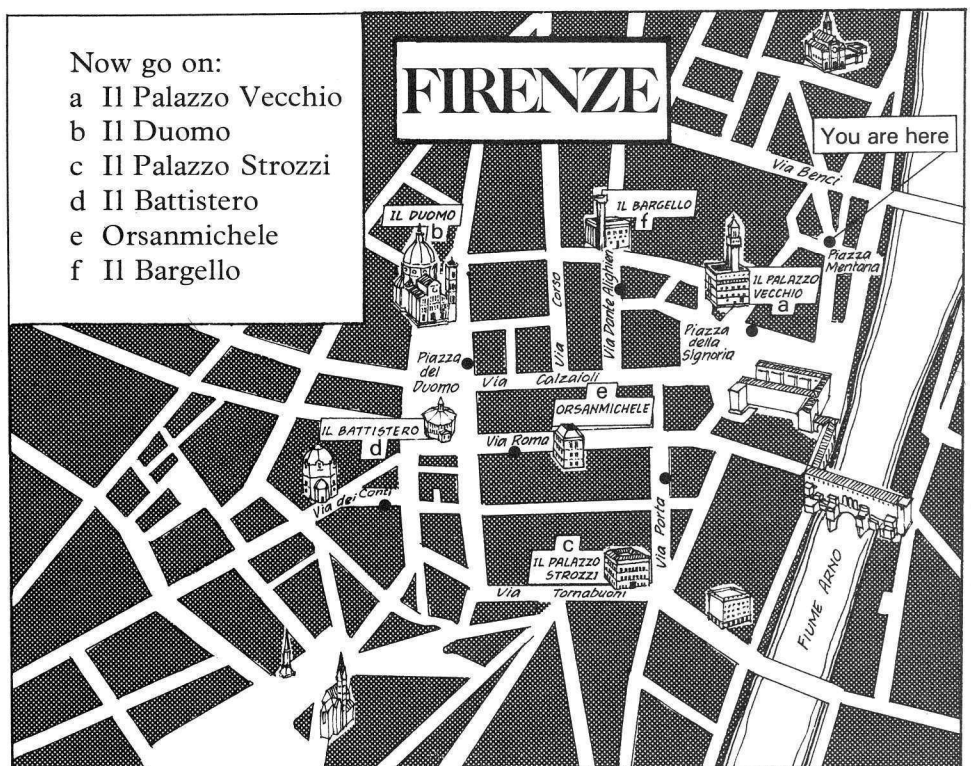 Now go on:
a Il Palazzo Vecchio
b Il Duomo
c Il Palazzo Strozzi
d Il Battistero
e Orsanmichele
f Il Bargello
FIRENZE
You are here
Via Benci
IL DUOMO
b
IL BARGELLO
f
Piazza
Mentana
IL PALAZZO
VECCHIO
a
Via Corso
Via Dante Alighieri
Piazza
della
Signoria
Piazza
del
Duomo
Via Calzaioli
e
ORSANMICHELE
IL BATTISTERO
d
Via Roma
Via dei Conti
Via Porta
c
IL PALAZZO
STROZZI
Via Tornabuoni
FIUME ARNO